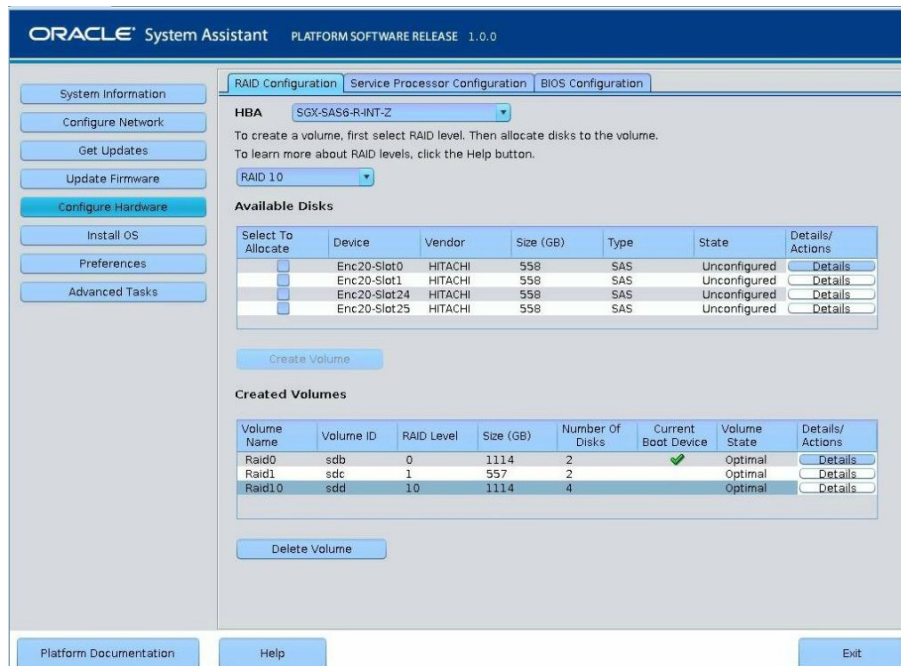 ORACLE System Assistant PLATFORM SOFTWARE RELEASE 1.0.0
System Information
Configure Network
Get Updates
Update Firmware
Configure Hardware
Install OS
Preferences
Advanced Tasks
RAID Configuration Service Processor Configuration BIOS Configuration
HBA SGX-SAS6-R-INT-Z
To create a volume, first select RAID level. Then allocate disks to the volume.
To learn more about RAID levels, click the Help button.
RAID 10
Available Disks
Select To Allocate Device Vendor Size (GB) Type State Details/ Actions
Enc20-Slot0 HITACHI 558 SAS Unconfigured Details
Enc20-Slot1 HITACHI 558 SAS Unconfigured Details
Enc20-Slot24 HITACHI 558 SAS Unconfigured Details
Enc20-Slot25 HITACHI 558 SAS Unconfigured Details
Create Volume
Created Volumes
Volume Name Volume ID RAID Level Size (GB) Number Of Disks Current Boot Device Volume State Details/ Actions
Raid0 sdb 0 1114 2 Optimal Details
Raid1 sdc 1 557 2 Optimal Details
Raid10 sdd 10 1114 4 Optimal Details
Delete Volume
Platform Documentation Help Exit